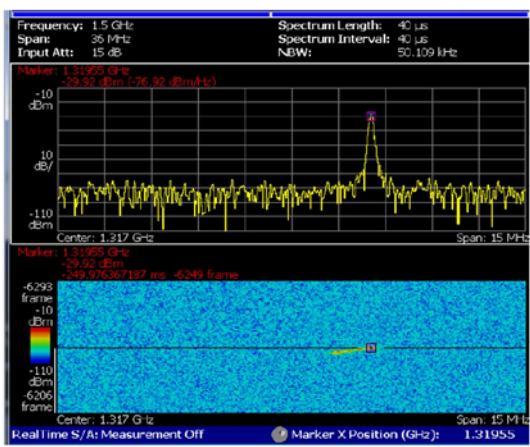 Frequency: 1.5 GHz Spectrum Length: 40 µs
Span: 36 MHz Spectrum Interval: 40 µs
Input Att: 15 dB NBW: 50.109 kHz
Marker: 1.31955 GHz
-29.92 dBm (-76.92 dBm/Hz)
-10
dBm
10
dB/
-110
dBm
Center: 1.317 GHz Span: 15 MHz
Marker: 1.31955 GHz
-29.92 dBm
-249.976367187 ms -6249 frame
-6293
frame
-10
dBm
-110
dBm
-6206
frame
Center: 1.317 GHz Span: 15 MHz
RealTime S/A: Measurement Off Marker X Position (GHz): 1.31955